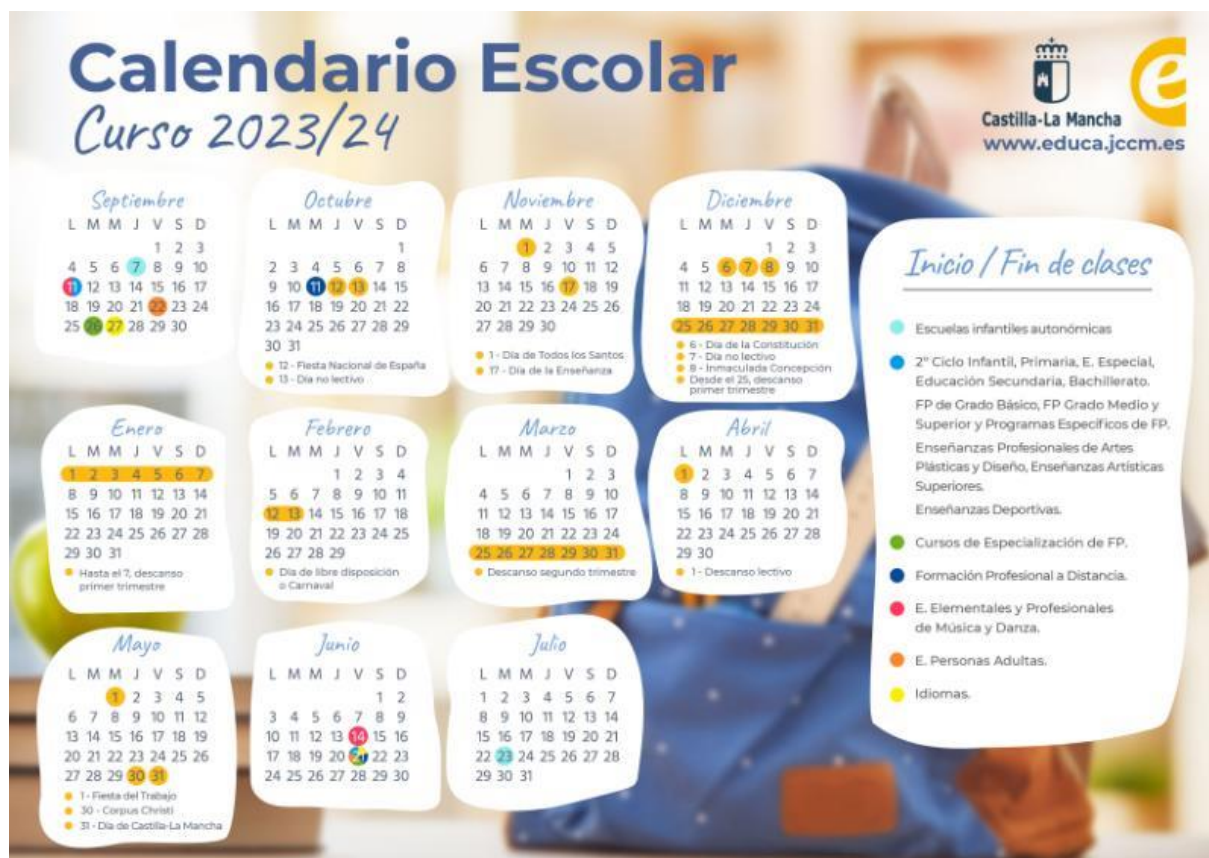 Calendario Escolar
Curso 2023/24
Castilla-La Mancha
www.educa.jccm.es
Septiembre
L M M J V S D
1 2 3
4 5 6 7 8 9 10
11 12 13 14 15 16 17
18 19 20 21 22 23 24
25 26 27 28 29 30
Octubre
L M M J V S D
1
2 3 4 5 6 7 8
9 10 11 12 13 14 15
16 17 18 19 20 21 22
23 24 25 26 27 28 29
30 31
12 - Fiesta Nacional de España
13 - Día no lectivo
Noviembre
L M M J V S D
1 2 3 4 5
6 7 8 9 10 11 12
13 14 15 16 17 18 19
20 21 22 23 24 25 26
27 28 29 30
1 - Día de Todos los Santos
17 - Día de la Enseñanza
Diciembre
L M M J V S D
1 2 3
4 5 6 7 8 9 10
11 12 13 14 15 16 17
18 19 20 21 22 23 24
25 26 27 28 29 30 31
6 - Día de la Constitución
7 - Día no lectivo
8 - Inmaculada Concepción
Desde el 25, descanso
primer trimestre
Enero
L M M J V S D
1 2 3 4 5 6 7
8 9 10 11 12 13 14
15 16 17 18 19 20 21
22 23 24 25 26 27 28
29 30 31
Hasta el 7, descanso
primer trimestre
Febrero
L M M J V S D
1 2 3 4
5 6 7 8 9 10 11
12 13 14 15 16 17 18
19 20 21 22 23 24 25
26 27 28 29
Día de libre disposición
o Carnaval
Marzo
L M M J V S D
1 2 3
4 5 6 7 8 9 10
11 12 13 14 15 16 17
18 19 20 21 22 23 24
25 26 27 28 29 30 31
Descanso segundo trimestre
Abril
L M M J V S D
1 2 3 4 5 6 7
8 9 10 11 12 13 14
15 16 17 18 19 20 21
22 23 24 25 26 27 28
29 30
1 - Descanso lectivo
Mayo
L M M J V S D
1 2 3 4 5
6 7 8 9 10 11 12
13 14 15 16 17 18 19
20 21 22 23 24 25 26
27 28 29 30 31
1 - Fiesta del Trabajo
30 - Corpus Christi
31 - Día de Castilla-La Mancha
Junio
L M M J V S D
1 2
3 4 5 6 7 8 9
10 11 12 13 14 15 16
17 18 19 20 21 22 23
24 25 26 27 28 29 30
Julio
L M M J V S D
1 2 3 4 5 6 7
8 9 10 11 12 13 14
15 16 17 18 19 20 21
22 23 24 25 26 27 28
29 30 31
Inicio / Fin de clases
Escuelas infantiles autonómicas
2º Ciclo Infantil, Primaria, E. Especial,
Educación Secundaria, Bachillerato.
FP de Grado Básico, FP Grado Medio y
Superior y Programas Específicos de FP.
Enseñanzas Profesionales de Artes
Plásticas y Diseño, Enseñanzas Artísticas
Superiores.
Enseñanzas Deportivas.
Cursos de Especialización de FP.
Formación Profesional a Distancia.
E. Elementales y Profesionales
de Música y Danza.
E. Personas Adultas.
Idiomas.